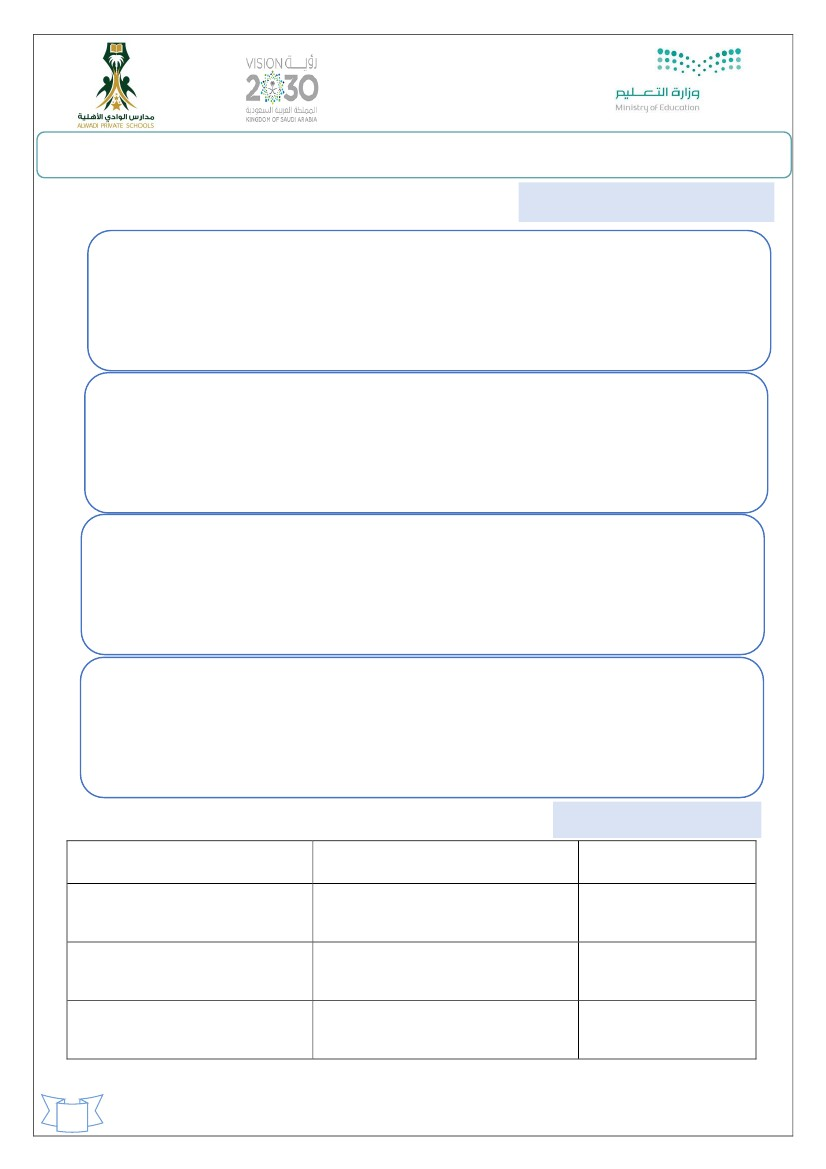 وزارة التعليم
Ministry of Education
VISION رؤية
2030
المملكة العربية السعودية
KINGDOM OF SAUDI ARABIA
مدارس الوادي الأهلية
ALWADI PRIVATE SCHOOLS